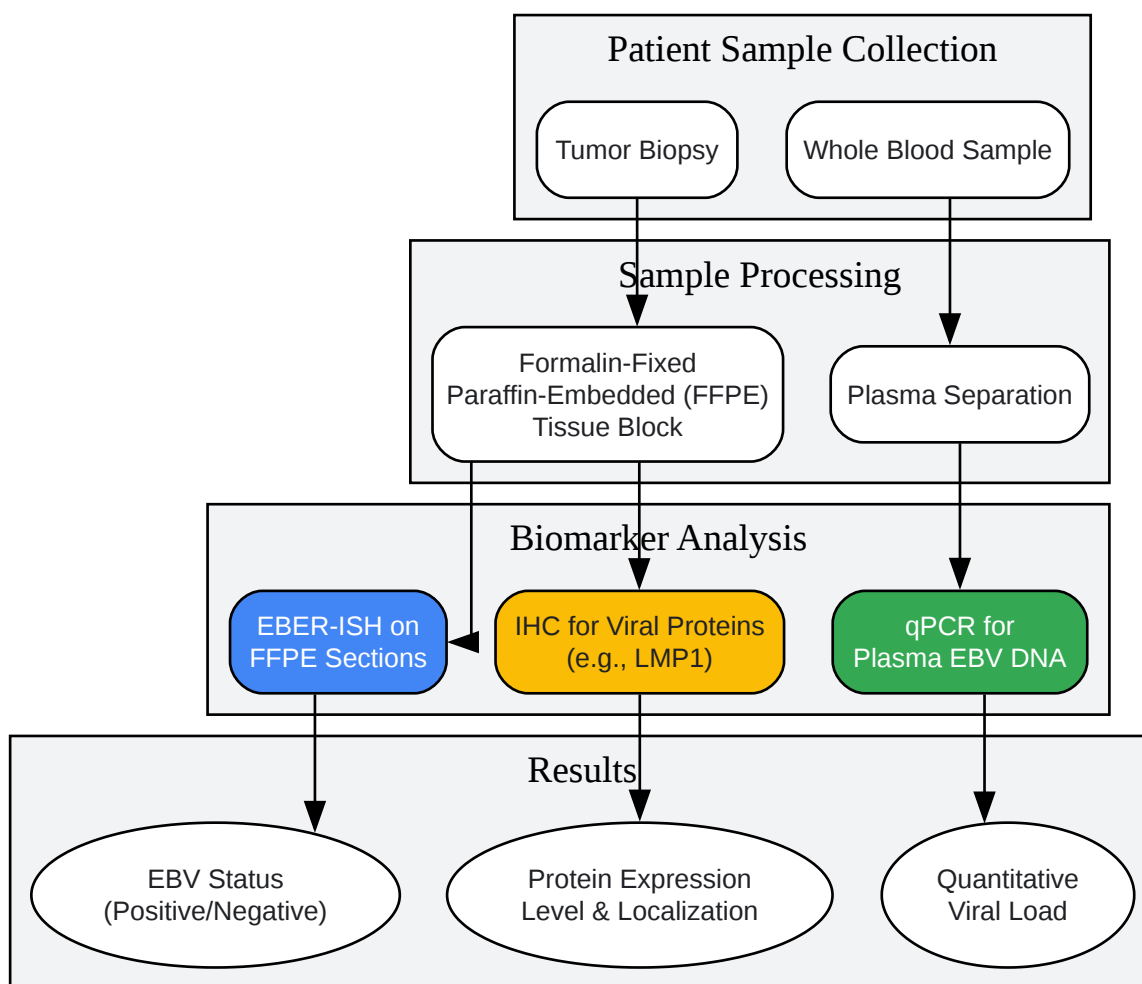 Patient Sample Collection
Tumor Biopsy
Whole Blood Sample
Sample Processing
Formalin-Fixed
Paraffin-Embedded (FFPE)
Tissue Block
Plasma Separation
Biomarker Analysis
EBER-ISH on
FFPE Sections
IHC for Viral Proteins
(e.g., LMP1)
qPCR for
Plasma EBV DNA
Results
EBV Status
(Positive/Negative)
Protein Expression
Level & Localization
Quantitative
Viral Load